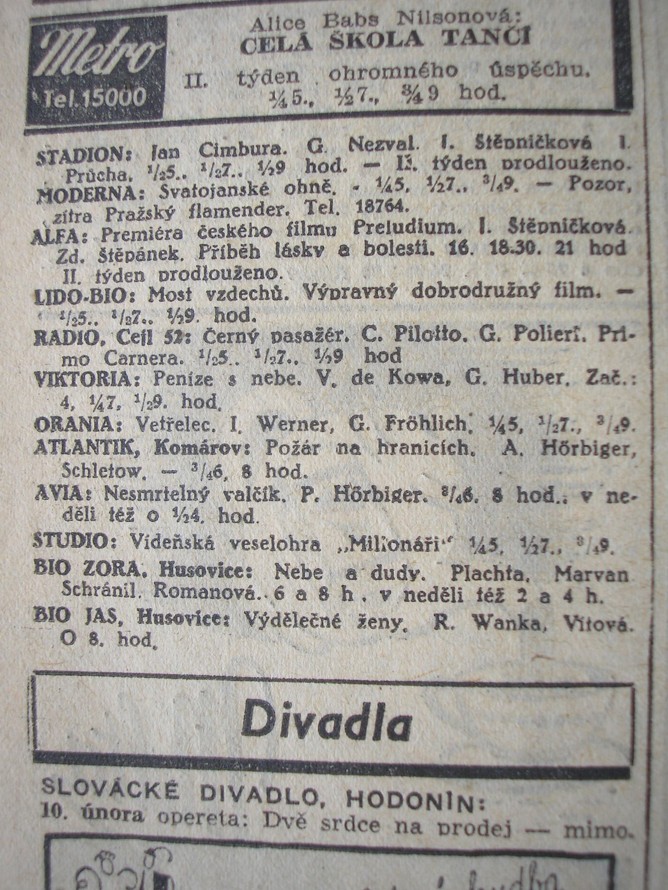 Metro
Tel. 15000
Alice Babs Nilsonová:
CELÁ ŠKOLA TANČÍ
II. týden ohromného úspěchu.
¼5., ½7., ¾9 hod.
STADION: Jan Cimbura. G. Nezval. J. Štěpničková J.
Průcha. ½5.. ½7.. ½9 hod. — II. týden prodlouženo.
MODERNA: Svatojanské ohně. - ¼5, ½7., ¾9. — Pozor,
zítra Pražský flamender. Tel. 18764.
ALFA: Premiéra českého filmu Preludium. J. Štěpničková.
Zd. Štěpánek. Příběh lásky a bolesti. 16. 18.30. 21 hod
II. týden prodlouženo.
LIDO-BIO: Most vzdechů. Výpravný dobrodružný film. —
½5.. ½7.. ½9. hod.
RADIO, Cejl 52: Černý pasažér. C. Pilotto. G. Polieri. Pri-
mo Carnera. ½5.. ½7.. ½9 hod
VIKTORIA: Peníze s nebe. V. de Kowa, G. Huber. Zač.:
4, ¼7, ½9. hod.
ORANIA: Vetřelec. I. Werner, G. Fröhlich. ¼5, ½7., ¾9.
ATLANTIK, Komárov: Požár na hranicích. A. Hörbiger,
Schletow. — ¾6, 8 hod.
AVIA: Nesmrtelný valčík. P. Hörbiger. ¾6. 8 hod.. v ne-
děli též o ½4. hod.
STUDIO: Vídeňská veselohra „Milionáři“ ¼5, ½7., ¾9.
BIO ZORA. Husovice: Nebe a dudy. Plachta. Marvan
Schránil. Romanová. 6 a 8 h. v neděli též 2 a 4 h.
BIO JAS, Husovice: Výdělečné ženy. R. Wanka, Vítová.
O 8. hod.
Divadla
SLOVÁCKÉ DIVADLO, HODONÍN:
10. února opereta: Dvě srdce na prodej — mimo.